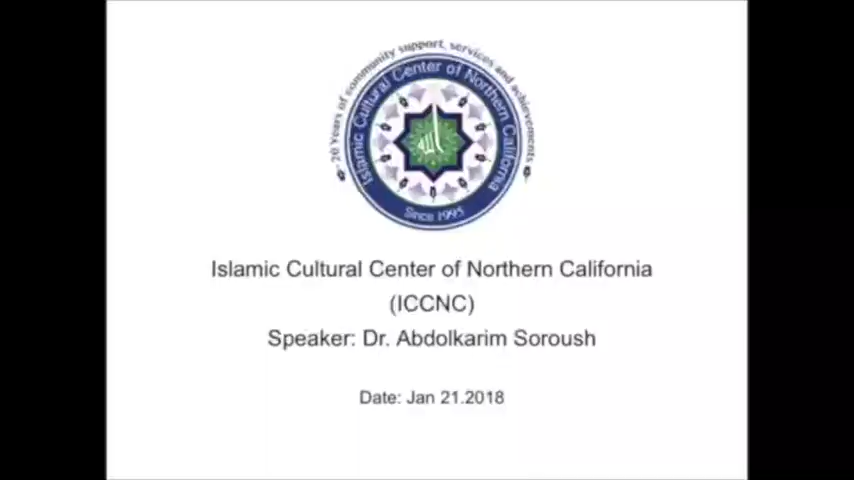 20 Years of community support, services and achievements
Islamic Cultural Center of Northern California
الله
Since 1995
Islamic Cultural Center of Northern California
(ICCNC)
Speaker: Dr. Abdolkarim Soroush
Date: Jan 21.2018